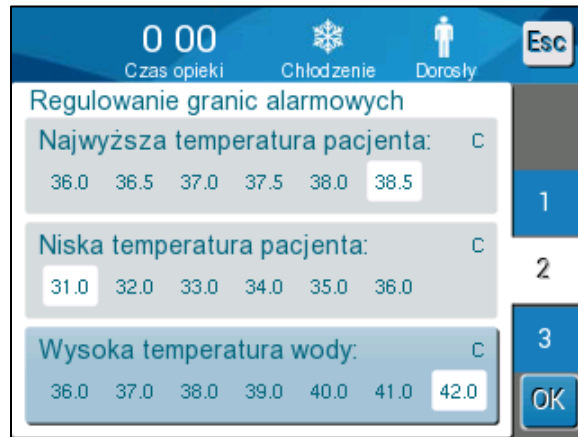 0 00
Czas opieki
Chłodzenie
Dorosły
Esc
Regulowanie granic alarmowych
Najwyższa temperatura pacjenta: C
36.0 36.5 37.0 37.5 38.0 38.5
1
Niska temperatura pacjenta: C
31.0 32.0 33.0 34.0 35.0 36.0
2
Wysoka temperatura wody: C
3
36.0 37.0 38.0 39.0 40.0 41.0 42.0
OK